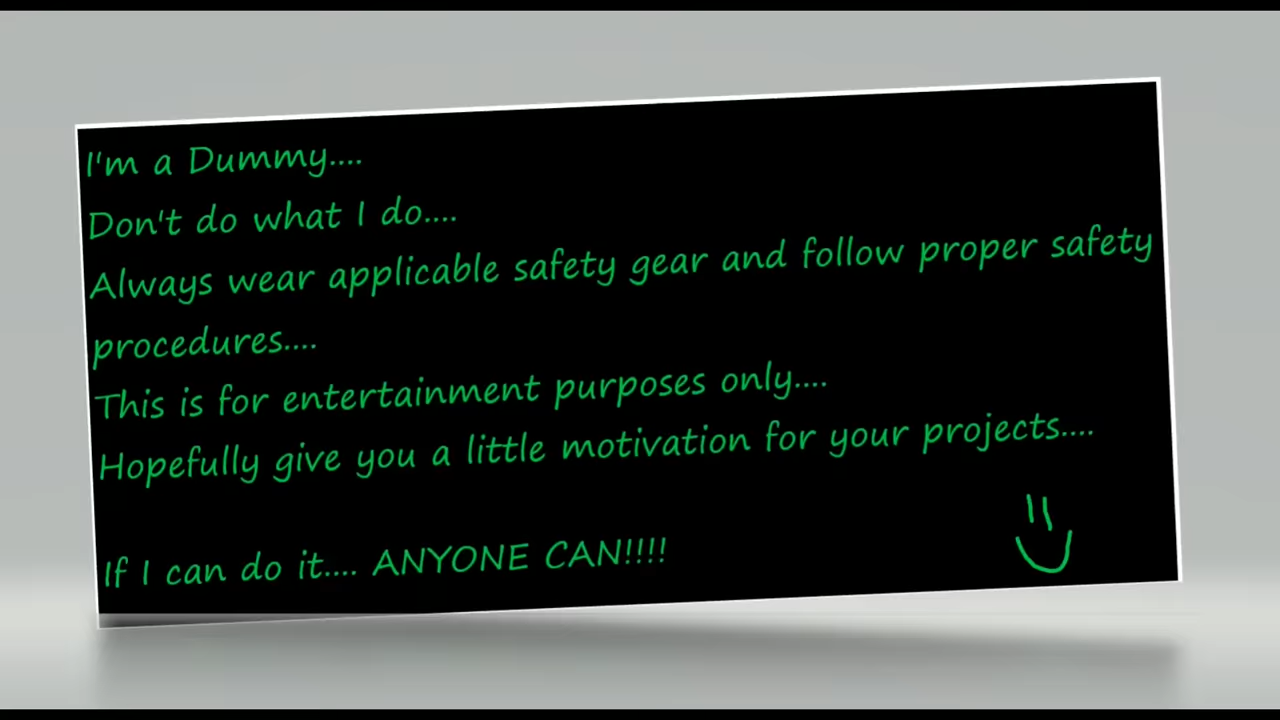 I'm a Dummy....
Don't do what I do....
Always wear applicable safety gear and follow proper safety
procedures....
This is for entertainment purposes only....
Hopefully give you a little motivation for your projects....
If I can do it.... ANYONE CAN!!!!